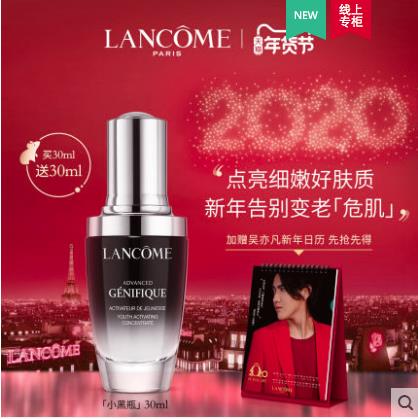 LANCÔME
PARIS
天猫年货节
NEW
线上
专柜
2020
买30ml
送30ml
“点亮细嫩好肤质
新年告别变老「危肌」”
加赠吴亦凡新年日历 先抢先得
LANCÔME
ADVANCED
GÉNIFIQUE
ACTIVATEUR DE JEUNESSE
YOUTH ACTIVATING
CONCENTRATE
LANCÔME
2020
LANCÔME
「小黑瓶」30ml